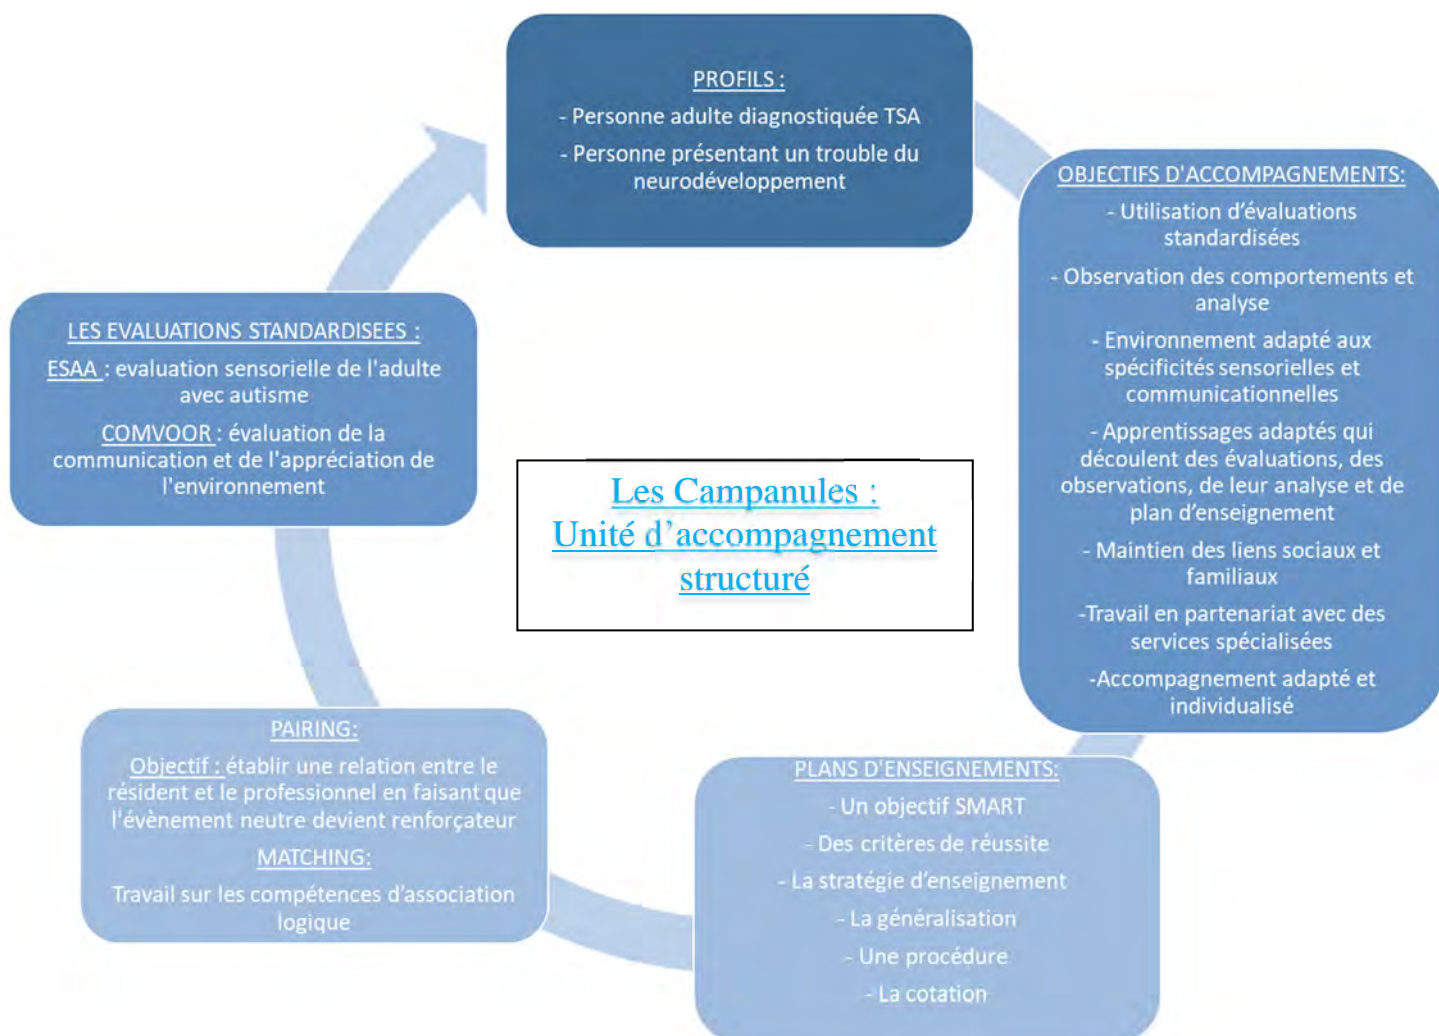 PROFILS :
- Personne adulte diagnostiquée TSA
- Personne présentant un trouble du
neurodéveloppement
OBJECTIFS D'ACCOMPAGNEMENTS:
- Utilisation d'évaluations
standardisées
- Observation des comportements et
analyse
- Environnement adapté aux
spécificités sensorielles et
communicationnelles
- Apprentissages adaptés qui
découlent des évaluations, des
observations, de leur analyse et de
plan d'enseignement
- Maintien des liens sociaux et
familiaux
-Travail en partenariat avec des
services spécialisées
-Accompagnement adapté et
individualisé
PLANS D'ENSEIGNEMENTS:
- Un objectif SMART
- Des critères de réussite
- La stratégie d'enseignement
- La généralisation
- Une procédure
- La cotation
PAIRING:
Objectif : établir une relation entre le
résident et le professionnel en faisant que
l'évènement neutre devient renforçateur
MATCHING:
Travail sur les compétences d'association
logique
LES EVALUATIONS STANDARDISEES :
ESAA : evaluation sensorielle de l'adulte
avec autisme
COMVOOR : évaluation de la
communication et de l'appréciation de
l'environnement
Les Campanules :
Unité d'accompagnement
structuré